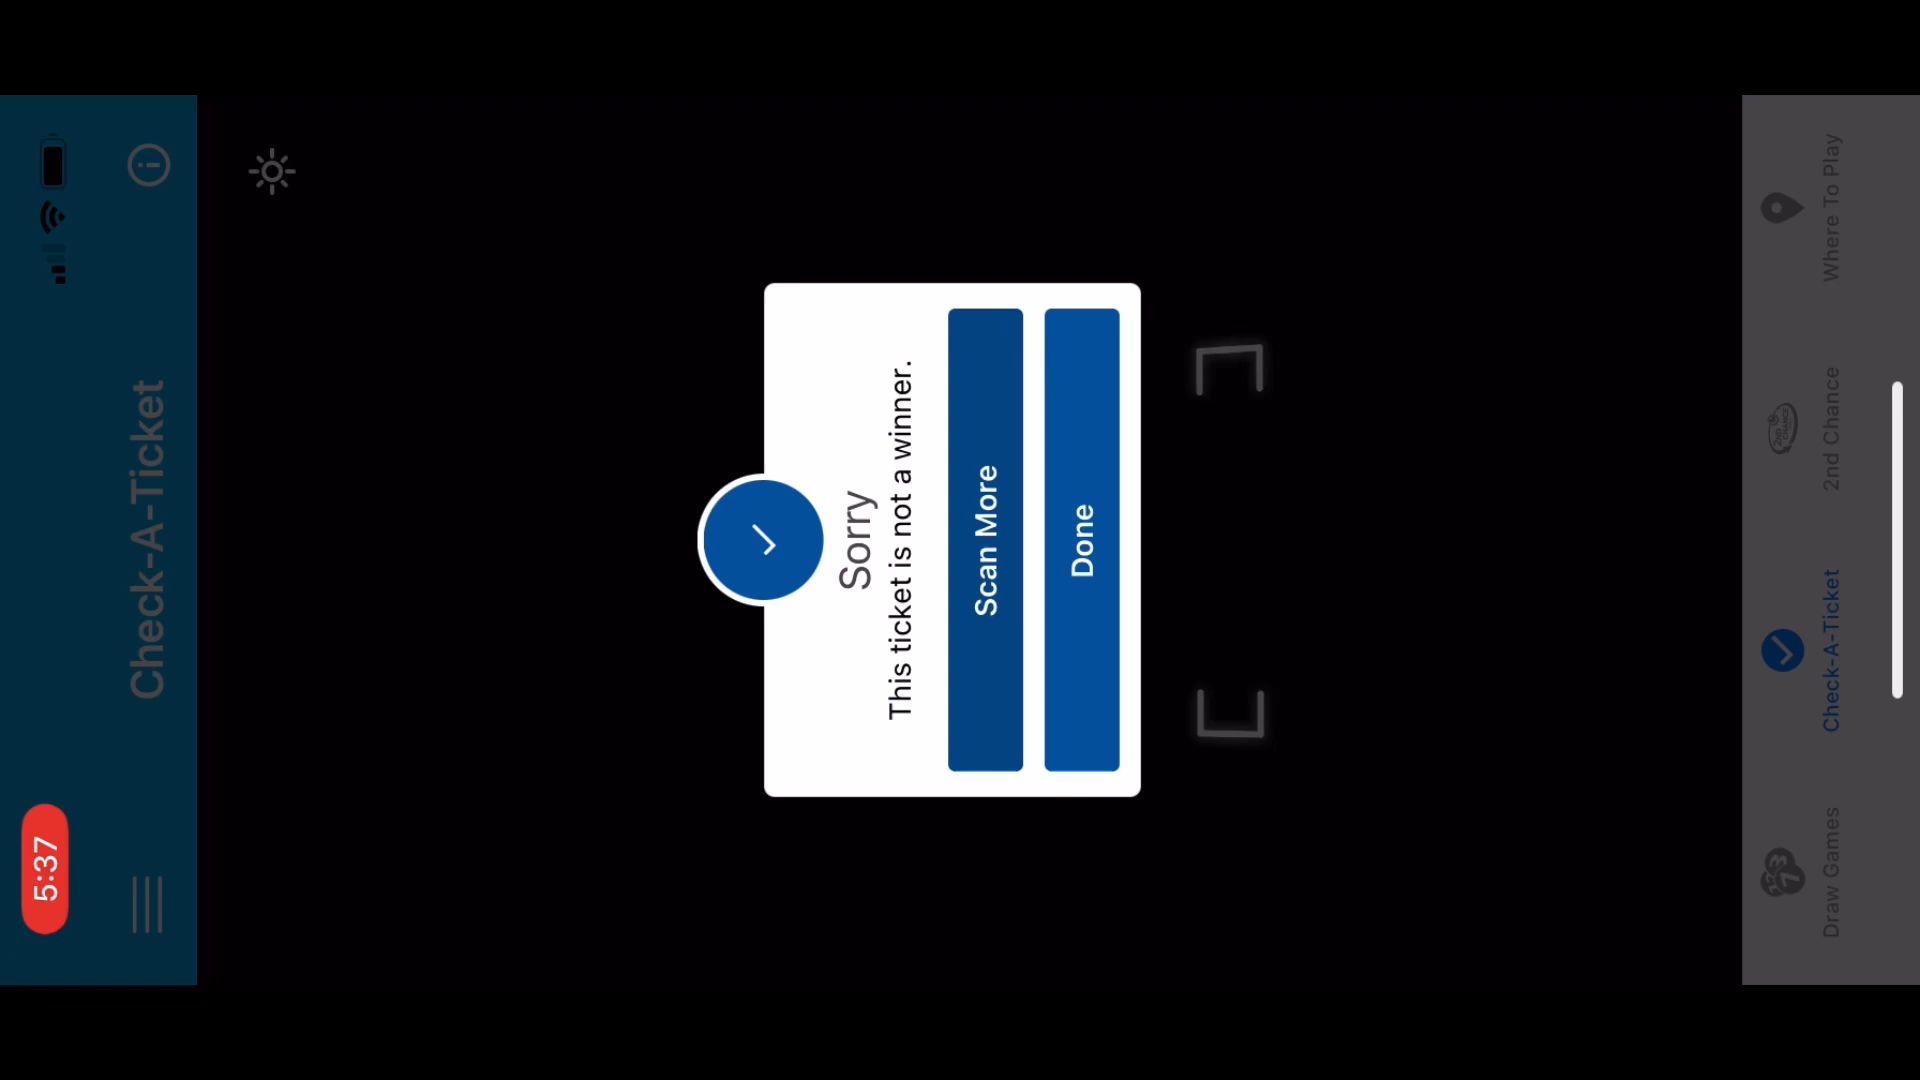 5:37
Check-A-Ticket
Sorry
This ticket is not a winner.
Scan More
Done
Draw Games
Check-A-Ticket
2nd Chance
Where To Play